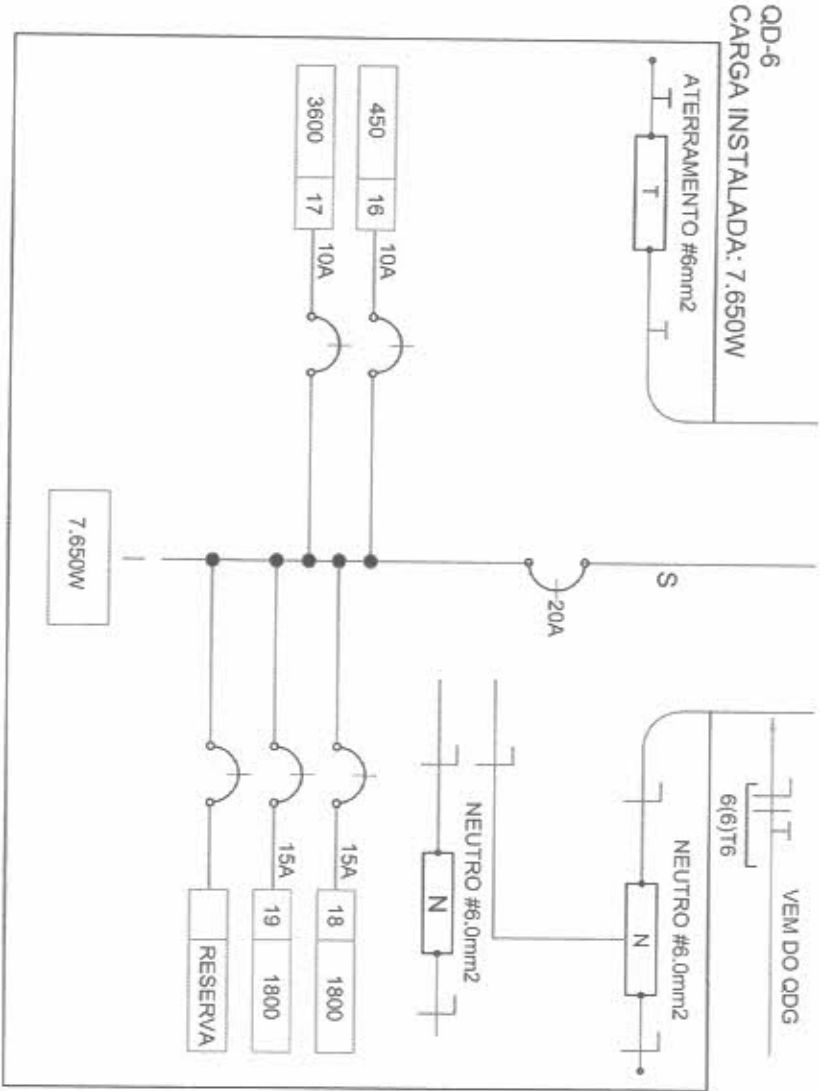 QD-6
CARGA INSTALADA: 7.650W
ATERRAMENTO #6mm2
T
T
T
S
20A
VEM DO QDG
T
6(6)T6
NEUTRO #6.0mm2
N
NEUTRO #6.0mm2
N
450 16 10A
3600 17 10A
15A 18 1800
15A 19 1800
RESERVA
7.650W